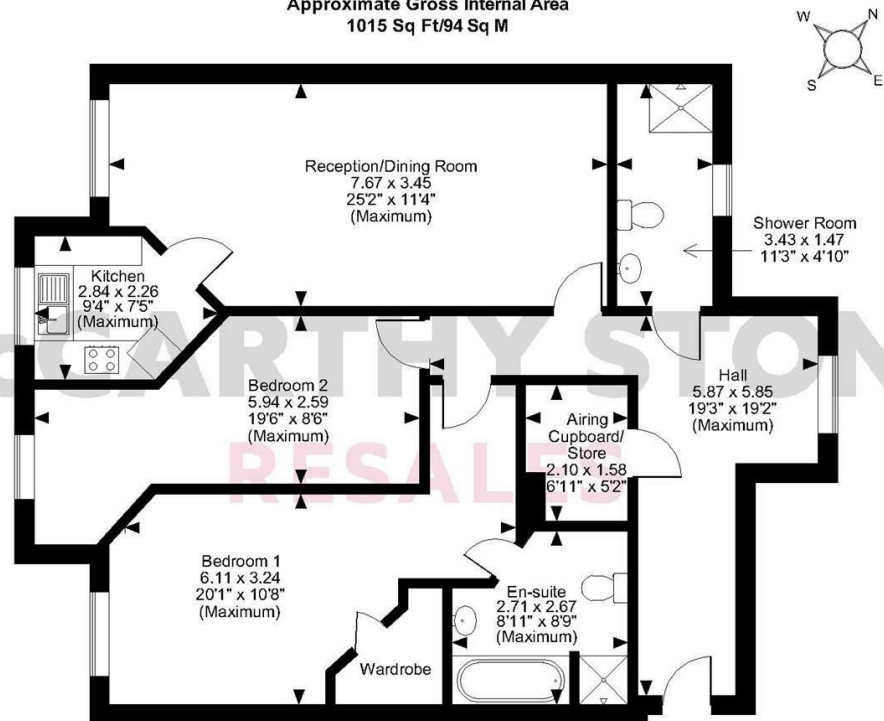 Approximate Gross Internal Area
1015 Sq Ft/94 Sq M
W
N
S
E
Reception/Dining Room
7.67 x 3.45
25'2" x 11'4"
(Maximum)
Shower Room
3.43 x 1.47
11'3" x 4'10"
Kitchen
2.84 x 2.26
9'4" x 7'5"
(Maximum)
McCARTHY STONE
RESALES
Bedroom 2
5.94 x 2.59
19'6" x 8'6"
(Maximum)
Airing
Cupboard/
Store
2.10 x 1.58
6'11" x 5'2"
Hall
5.87 x 5.85
19'3" x 19'2"
(Maximum)
Bedroom 1
6.11 x 3.24
20'1" x 10'8"
(Maximum)
En-suite
2.71 x 2.67
8'11" x 8'9"
(Maximum)
Wardrobe